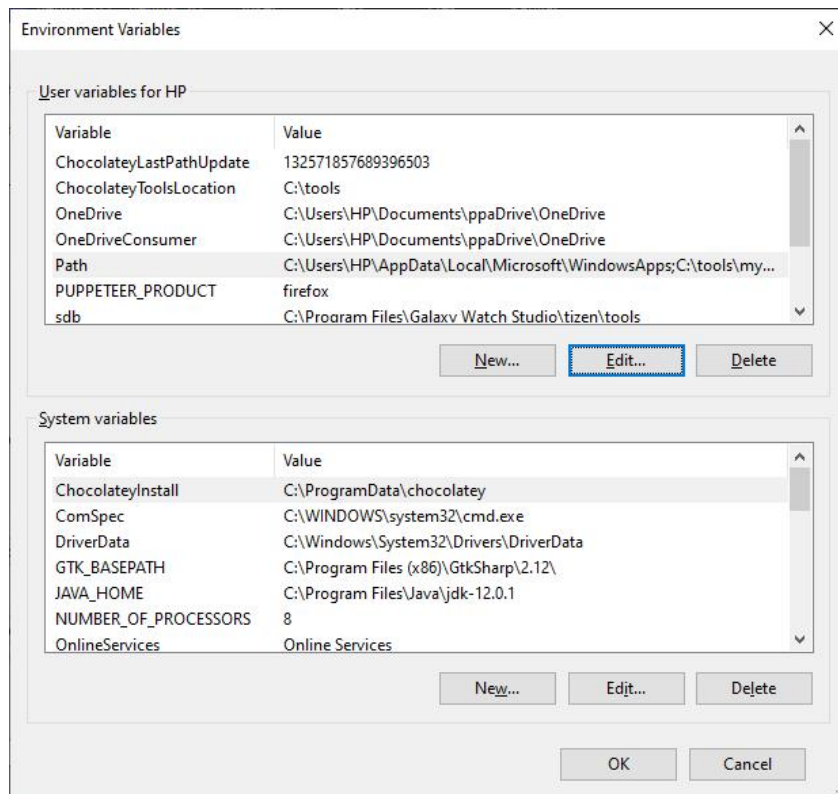 Environment Variables
User variables for HP
Variable Value
ChocolateyLastPathUpdate 132571857689396503
ChocolateyToolsLocation C:\tools
OneDrive C:\Users\HP\Documents\ppaDrive\OneDrive
OneDriveConsumer C:\Users\HP\Documents\ppaDrive\OneDrive
Path C:\Users\HP\AppData\Local\Microsoft\WindowsApps;C:\tools\my...
PUPPETEER_PRODUCT firefox
sdb C:\Program Files\Galaxy Watch Studio\tizen\tools
New... Edit... Delete
System variables
Variable Value
ChocolateyInstall C:\ProgramData\chocolatey
ComSpec C:\WINDOWS\system32\cmd.exe
DriverData C:\Windows\System32\Drivers\DriverData
GTK_BASEPATH C:\Program Files (x86)\GtkSharp\2.12\
JAVA_HOME C:\Program Files\Java\jdk-12.0.1
NUMBER_OF_PROCESSORS 8
OnlineServices Online Services
New... Edit... Delete
OK Cancel